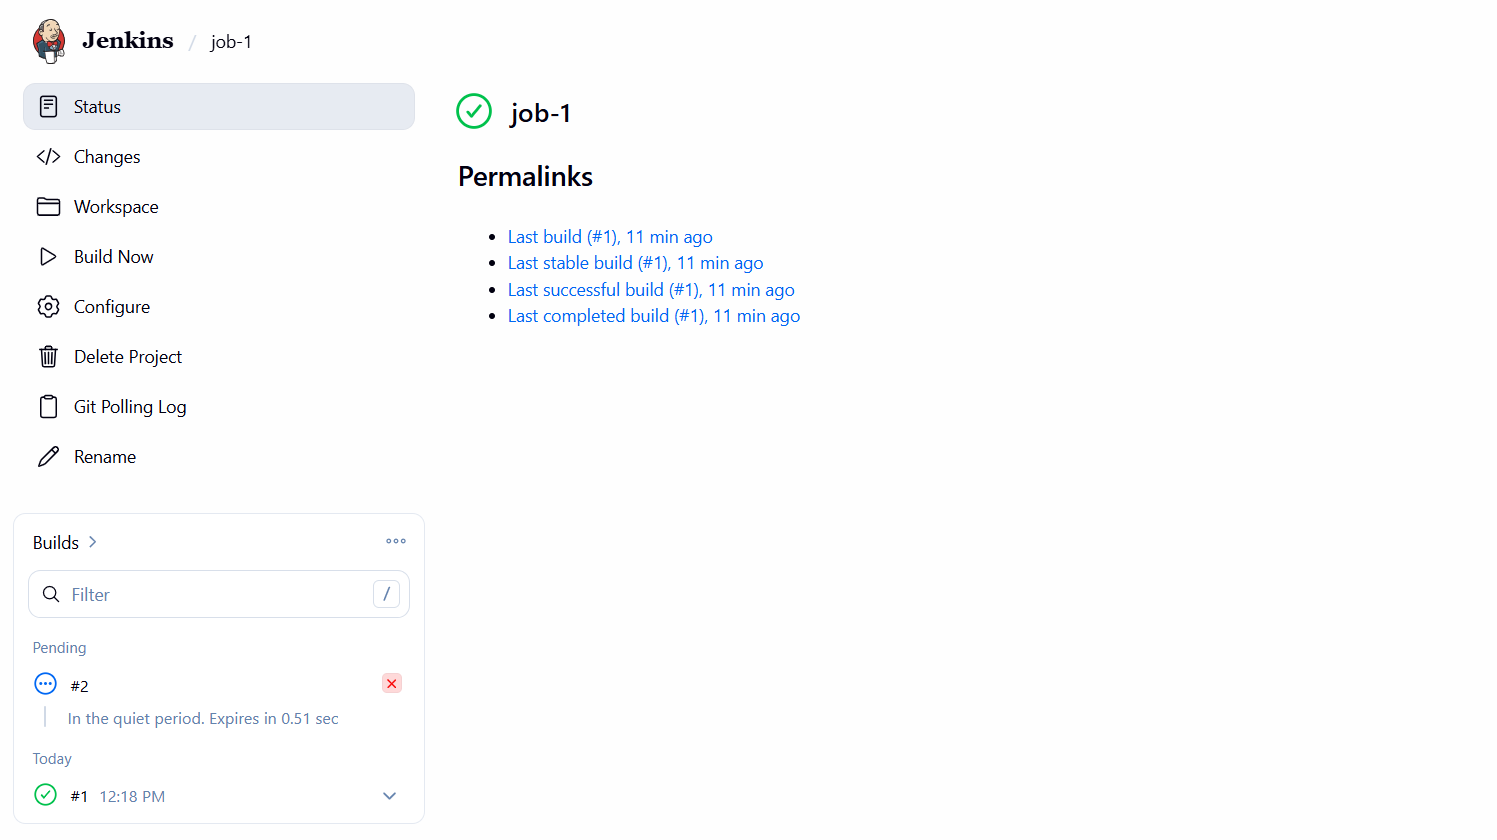 Jenkins / job-1
Status
Changes
Workspace
Build Now
Configure
Delete Project
Git Polling Log
Rename
Builds
Filter /
Pending
#2
In the quiet period. Expires in 0.51 sec
Today
#1 12:18 PM
job-1
Permalinks
Last build (#1), 11 min ago
Last stable build (#1), 11 min ago
Last successful build (#1), 11 min ago
Last completed build (#1), 11 min ago